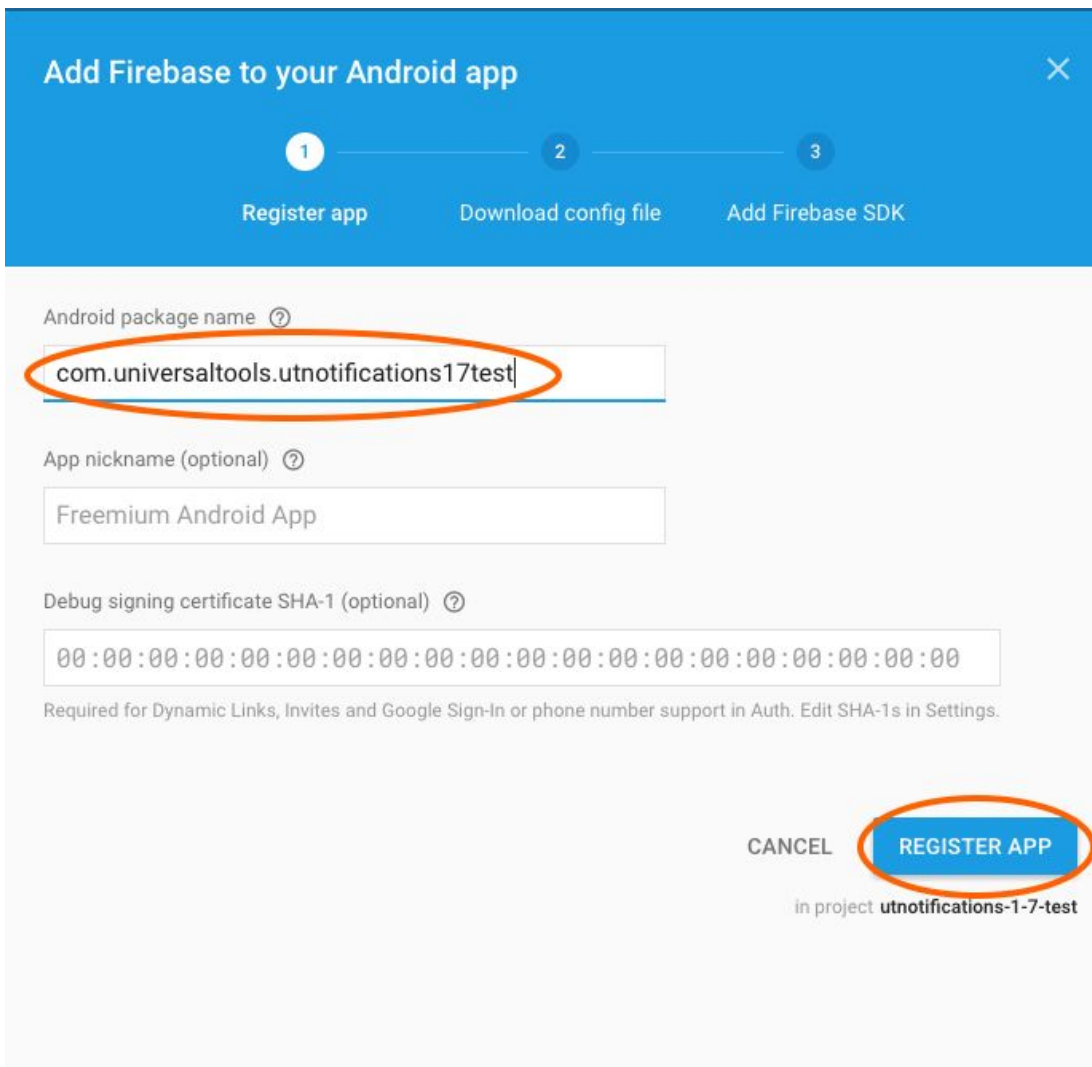 Add Firebase to your Android app
1
2
3
Register app
Download config file
Add Firebase SDK
Android package name
com.universaltools.utnotifications17test
App nickname (optional)
Freemium Android App
Debug signing certificate SHA-1 (optional)
00:00:00:00:00:00:00:00:00:00:00:00:00:00:00:00:00:00:00:00
Required for Dynamic Links, Invites and Google Sign-In or phone number support in Auth. Edit SHA-1s in Settings.
CANCEL
REGISTER APP
in project utnotifications-1-7-test